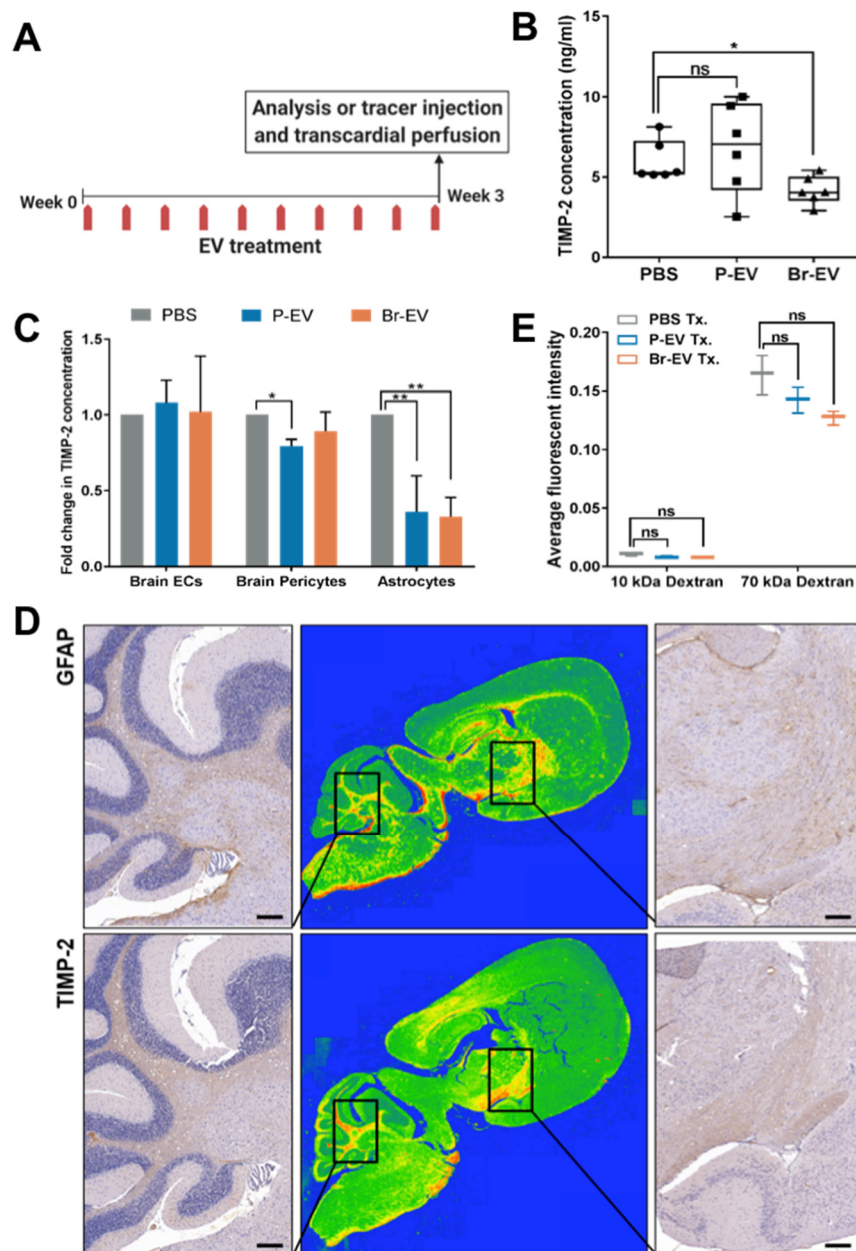 A
Analysis or tracer injection
and transcardial perfusion
Week 0
Week 3
EV treatment
B
TIMP-2 concentration (ng/ml)
15
10
5
0
*
ns
PBS
P-EV
Br-EV
C
PBS
P-EV
Br-EV
Fold change in TIMP-2 concentration
1.5
1.0
0.5
0.0
*
**
**
Brain ECs
Brain Pericytes
Astrocytes
E
PBS Tx.
P-EV Tx.
Br-EV Tx.
Average fluorescent intensity
0.20
0.15
0.10
0.05
0.00
ns
ns
ns
ns
10 kDa Dextran
70 kDa Dextran
D
GFAP
TIMP-2